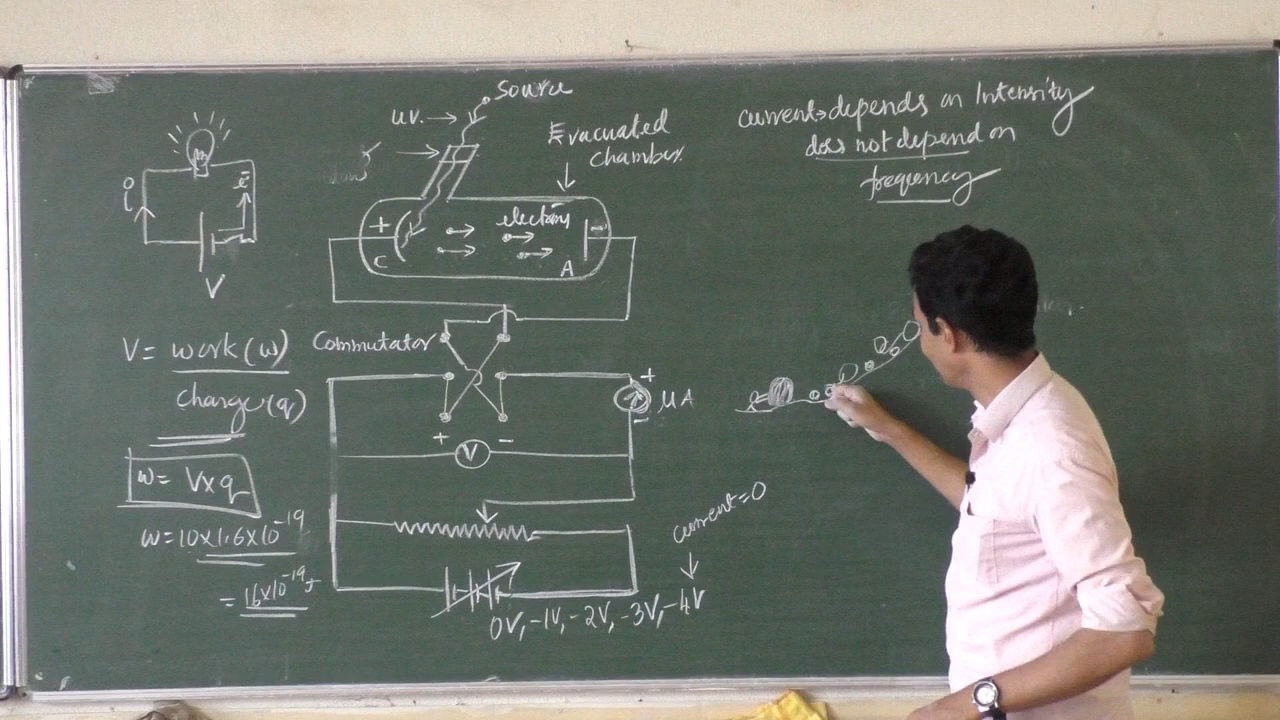 Source
u.v.
Evacuated
chamber
electrons
+
-
C
A
i
e-
V
Commutator
V = work (w)
charge (q)
w = V x q
w = 10 x 1.6 x 10^-19
= 16 x 10^-19 J
+ -
V
+
μA
-
0V, -1V, -2V, -3V, -4V
current = 0
current → depends on Intensity
does not depend on
frequency